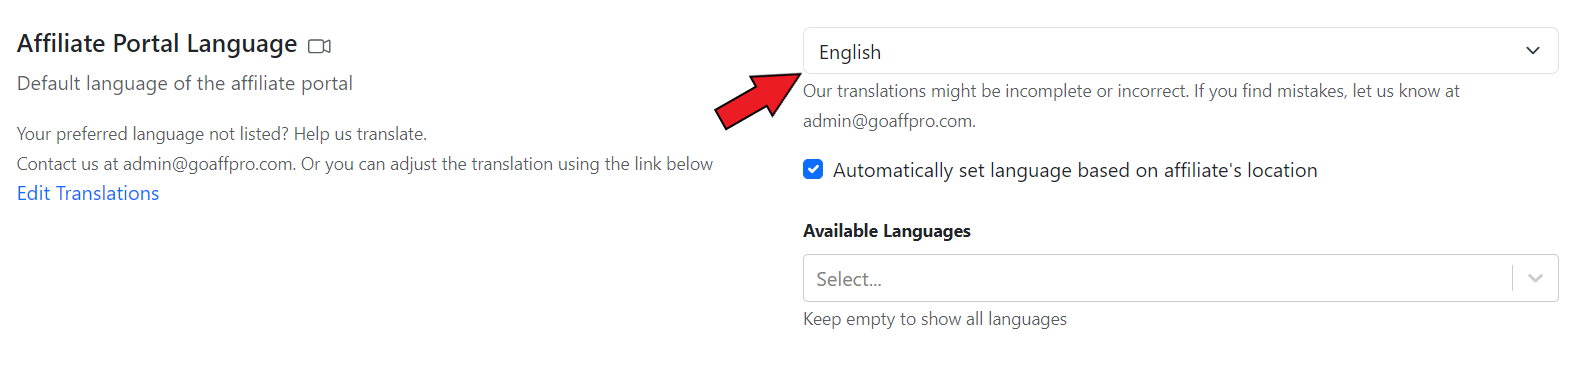 Affiliate Portal Language
Default language of the affiliate portal
Your preferred language not listed? Help us translate.
Contact us at admin@goaffpro.com. Or you can adjust the translation using the link below
Edit Translations
English
Our translations might be incomplete or incorrect. If you find mistakes, let us know at
admin@goaffpro.com.
Automatically set language based on affiliate's location
Available Languages
Select...
Keep empty to show all languages